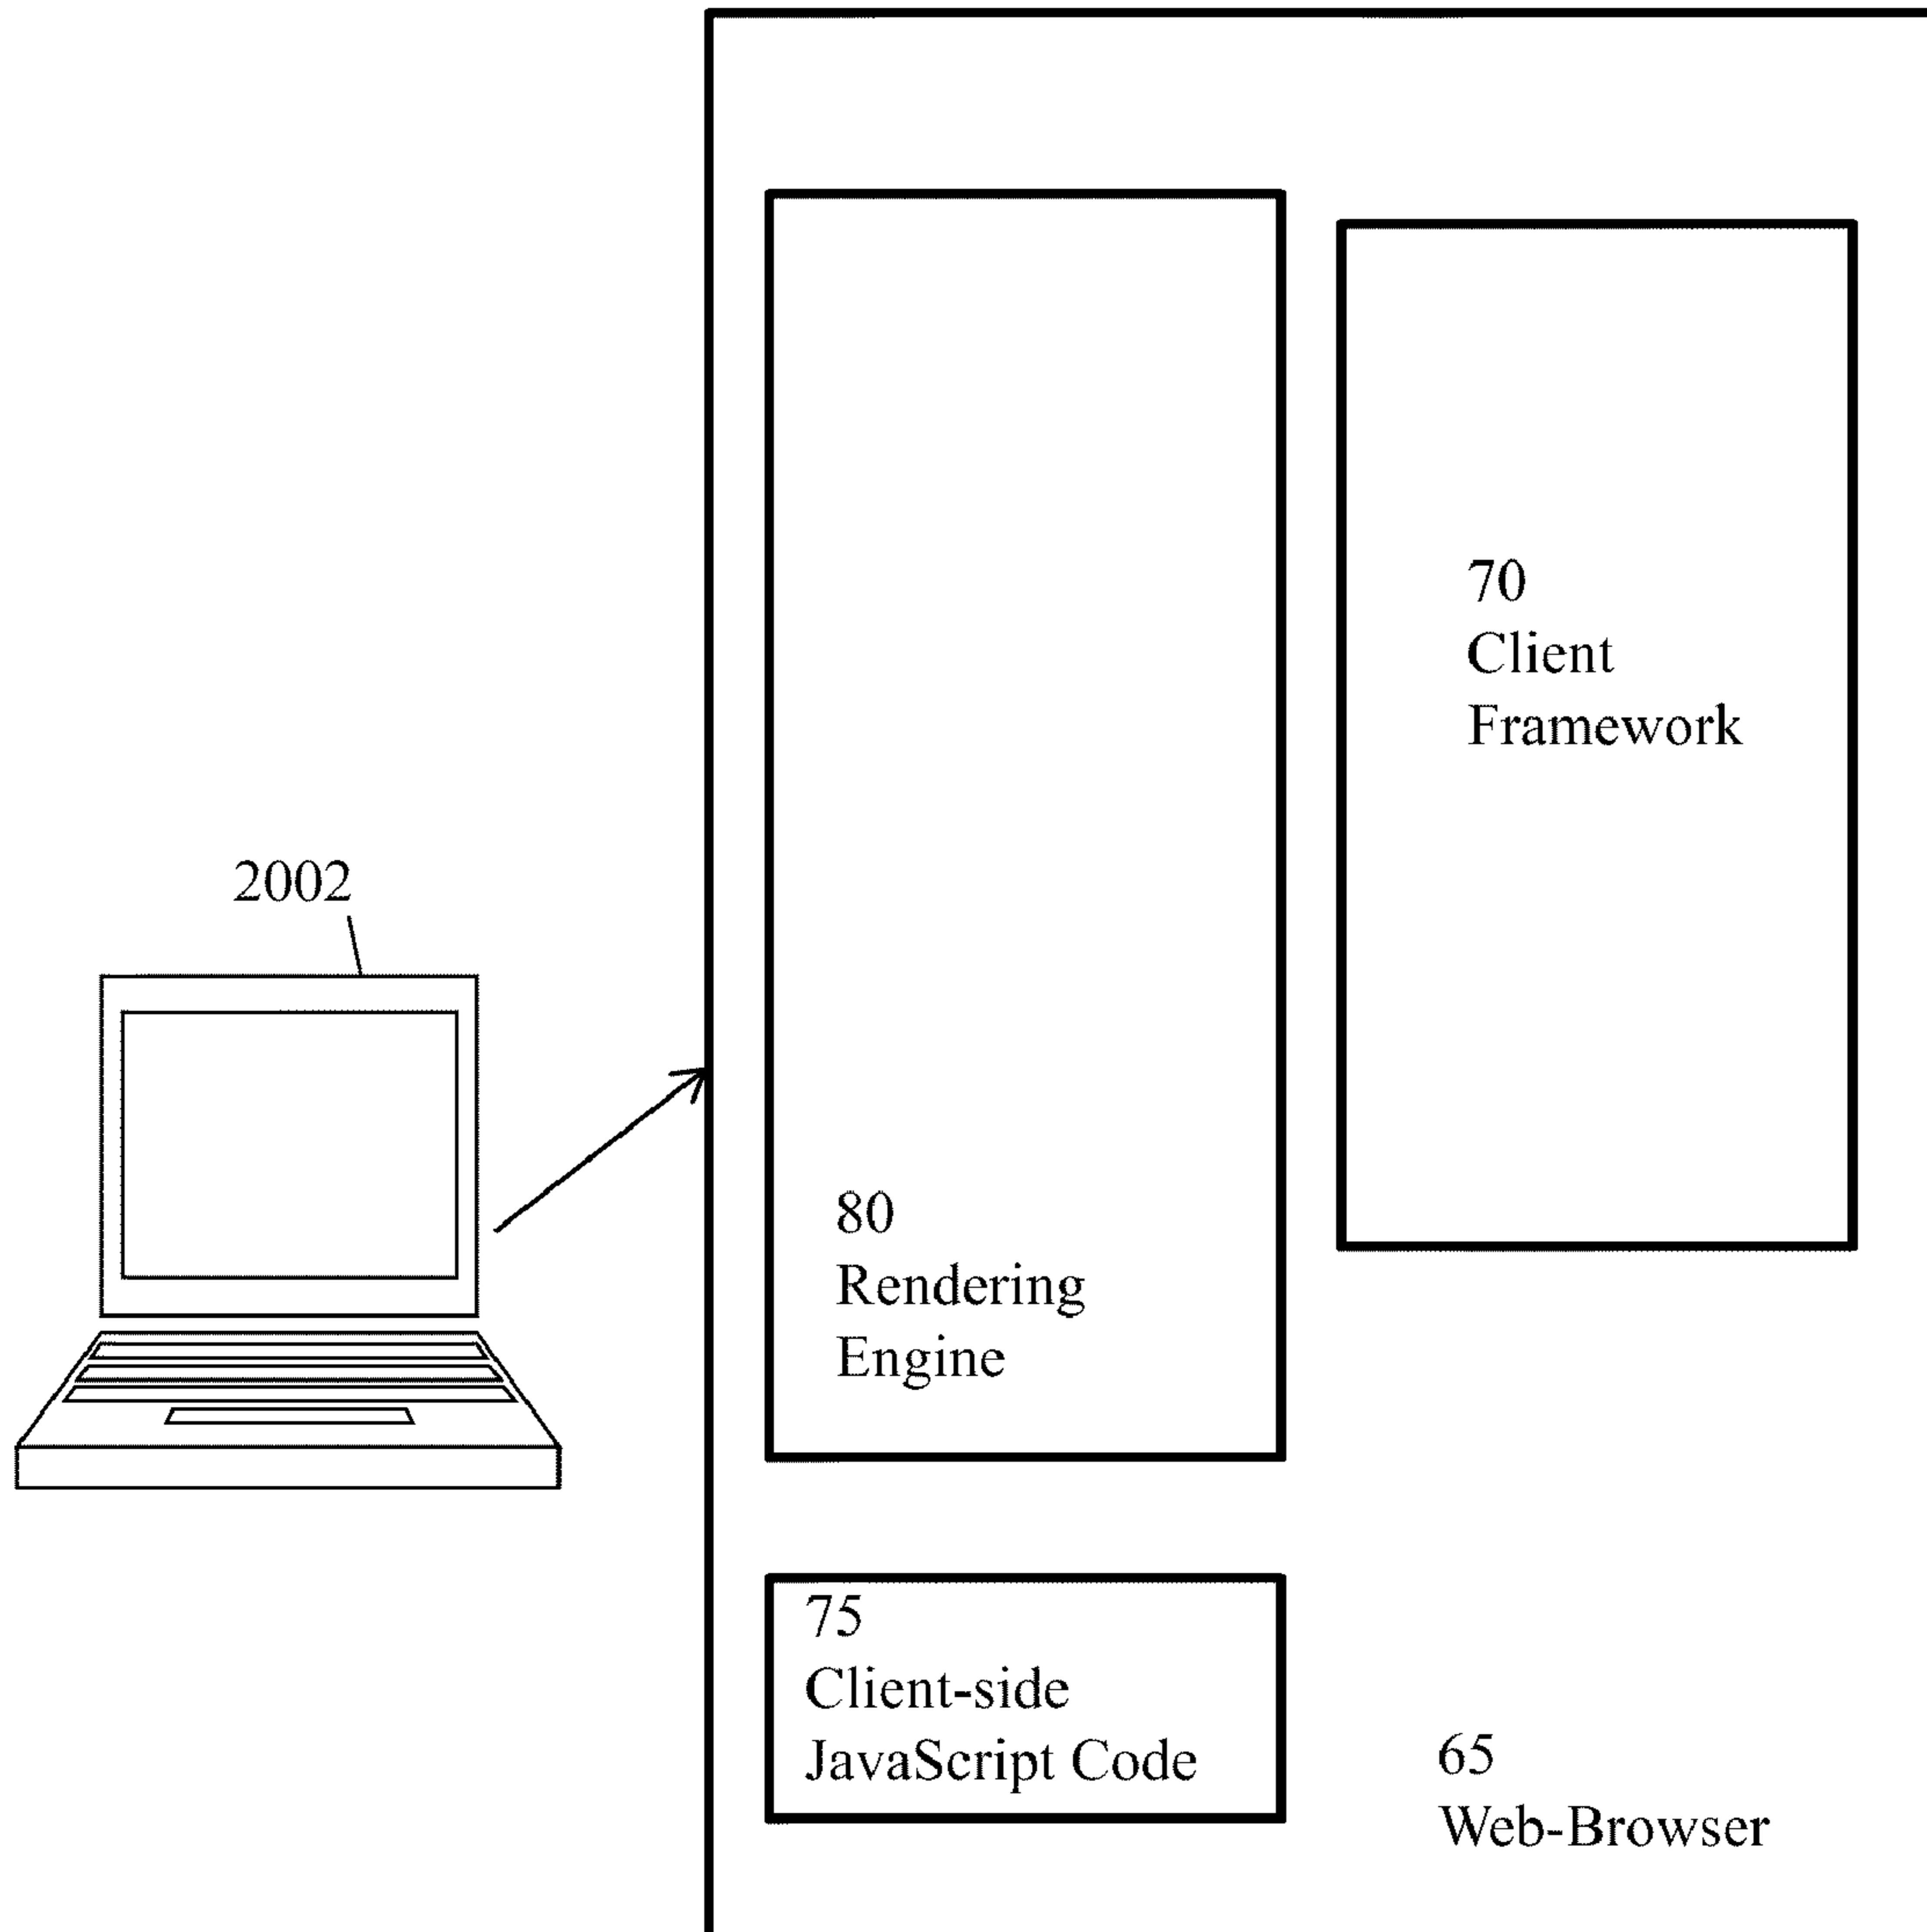 70
Client
Framework
2002
80
Rendering
Engine
75
Client-side
JavaScript Code
65
Web-Browser